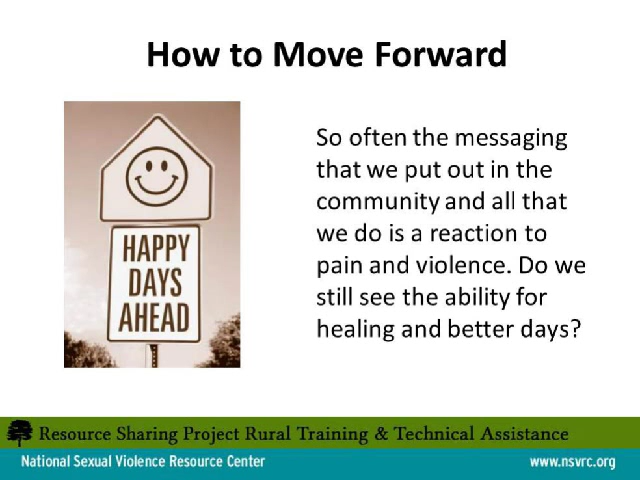 How to Move Forward
HAPPY
DAYS
AHEAD
So often the messaging
that we put out in the
community and all that
we do is a reaction to
pain and violence. Do we
still see the ability for
healing and better days?
Resource Sharing Project Rural Training & Technical Assistance
National Sexual Violence Resource Center
www.nsvrc.org